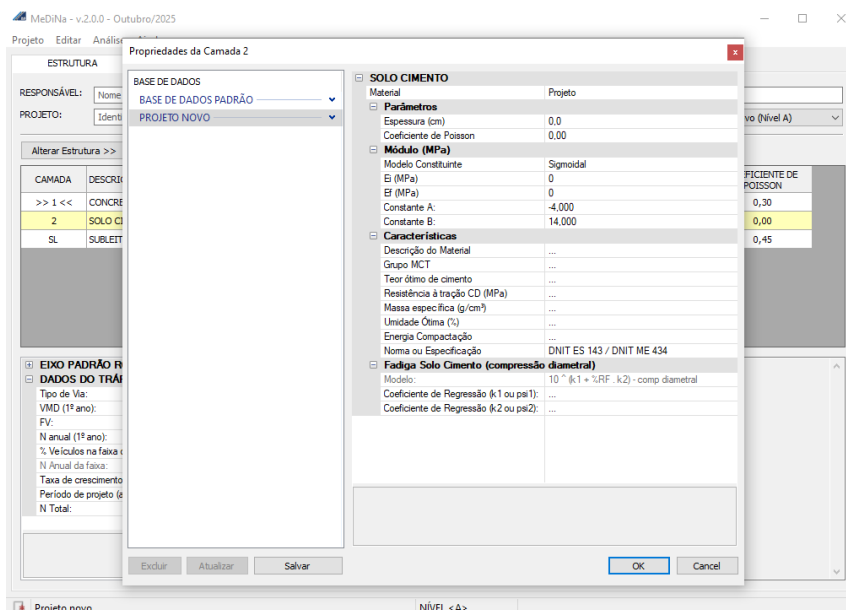 MeDiNa - v.2.0.0 - Outubro/2025
Projeto Editar Análise
ESTRUTURA
RESPONSÁVEL: Nome
PROJETO: Identi
vo (Nível A)
Alterar Estrutura >>
CAMADA DESCRIÇ
FICIENTE DE
POISSON
>> 1 << CONCRE 0,30
2 SOLO CI 0,00
SL SUBLEIT 0,45
EIXO PADRÃO R
DADOS DO TRÁF
Tipo de Via:
VMD (1º ano):
FV:
N anual (1º ano):
% Veículos na faixa
N Anual da faixa:
Taxa de crescimento
Período de projeto (a
N Total:
Projeto novo NÍVEL <A>
Propriedades da Camada 2
x
BASE DE DADOS
BASE DE DADOS PADRÃO
PROJETO NOVO
SOLO CIMENTO
Material Projeto
Parâmetros
Espessura (cm) 0,0
Coeficiente de Poisson 0,00
Módulo (MPa)
Modelo Constituinte Sigmoidal
Ei (MPa) 0
Ef (MPa) 0
Constante A: -4,000
Constante B: 14,000
Características
Descrição do Material ...
Grupo MCT ...
Teor ótimo de cimento ...
Resistência à tração CD (MPa) ...
Massa específica (g/cm³) ...
Umidade Ótima (%) ...
Energia Compactação ...
Norma ou Especificação DNIT ES 143 / DNIT ME 434
Fadiga Solo Cimento (compressão diametral)
Modelo: 10 ^ (k1 + %RF . k2) - comp diametral
Coeficiente de Regressão (k1 ou psi1): ...
Coeficiente de Regressão (k2 ou psi2): ...
Excluir Atualizar Salvar OK Cancel